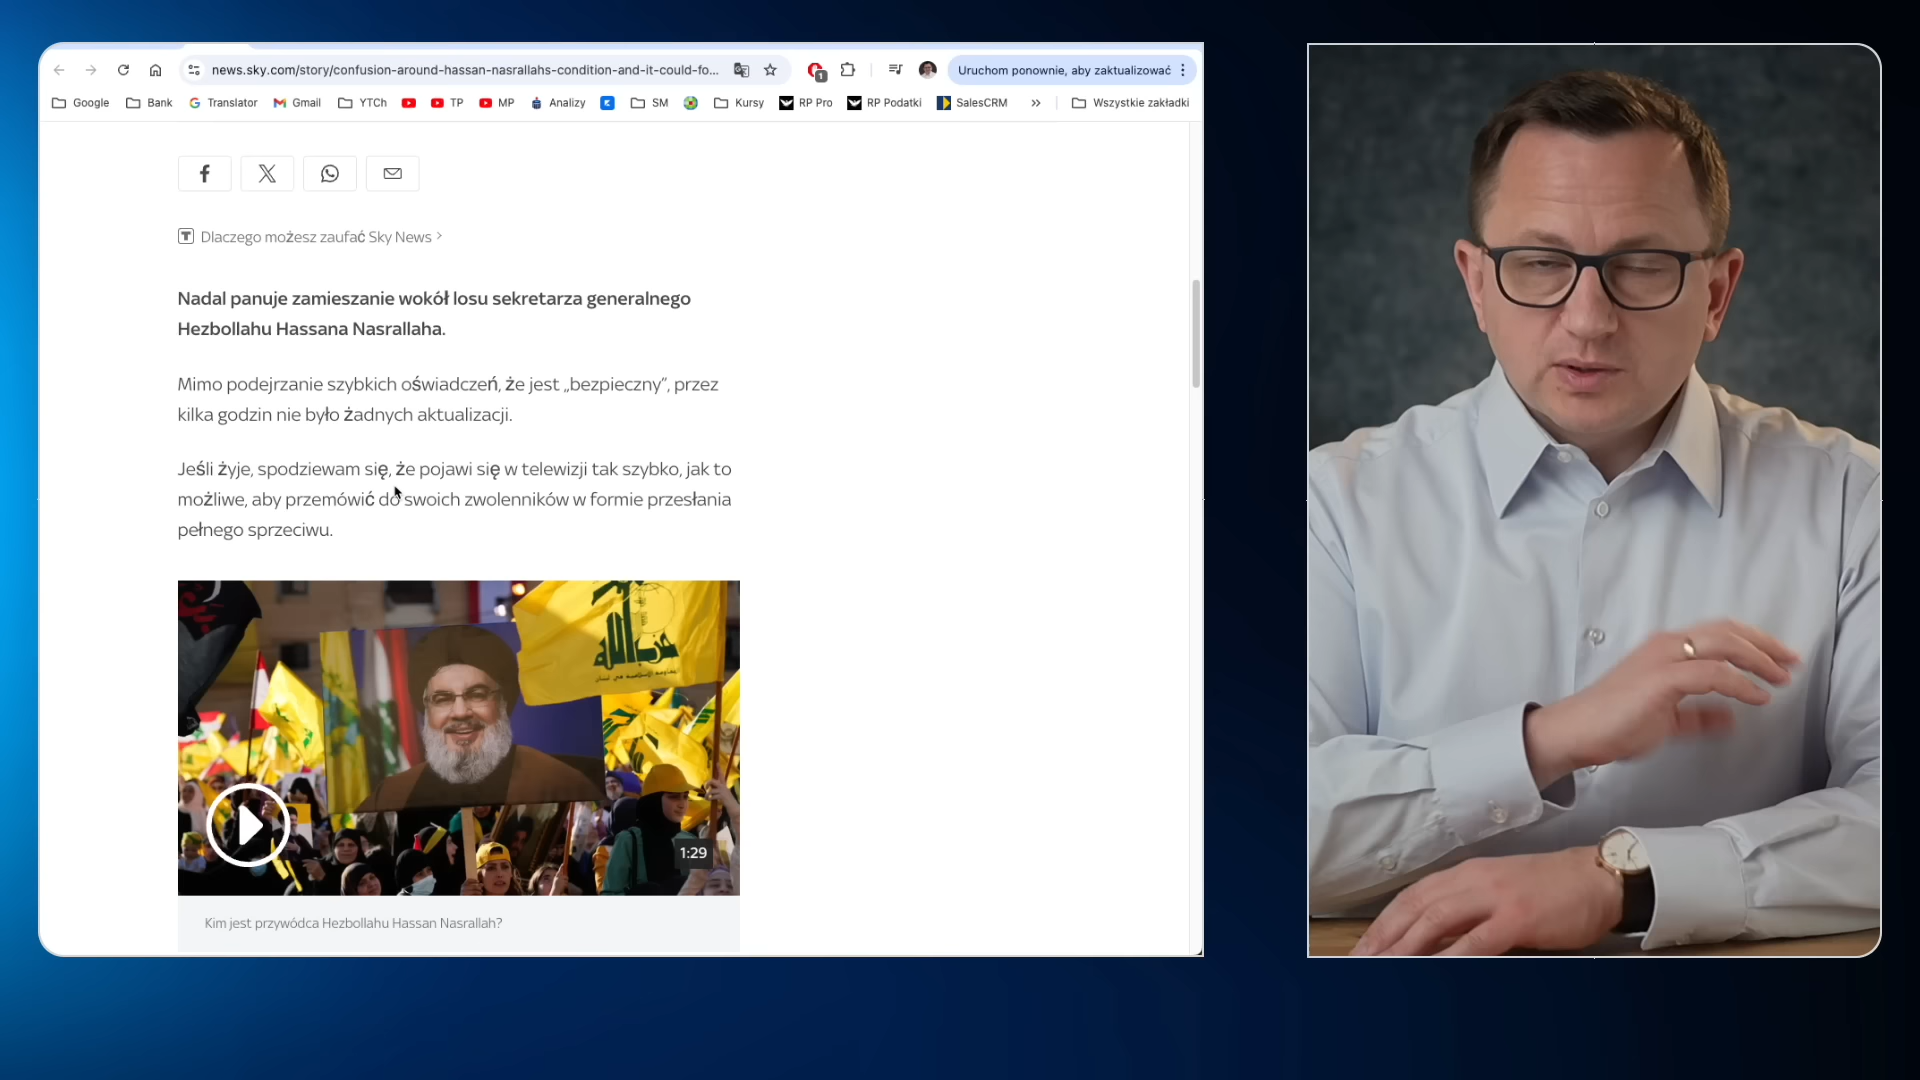 news.sky.com/story/confusion-around-hassan-nasrallahs-condition-and-it-could-fo...
1
Uruchom ponownie, aby zaktualizować
Google Bank Translator Gmail YTCh TP MP Analizy SM Kursy RP Pro RP Podatki SalesCRM » Wszystkie zakładki
Dlaczego możesz zaufać Sky News >
Nadal panuje zamieszanie wokół losu sekretarza generalnego
Hezbollahu Hassana Nasrallaha.
Mimo podejrzanie szybkich oświadczeń, że jest „bezpieczny”, przez
kilka godzin nie było żadnych aktualizacji.
Jeśli żyje, spodziewam się, że pojawi się w telewizji tak szybko, jak to
możliwe, aby przemówić do swoich zwolenników w formie przesłania
pełnego sprzeciwu.
حزب الله
1:29
Kim jest przywódca Hezbollahu Hassan Nasrallah?